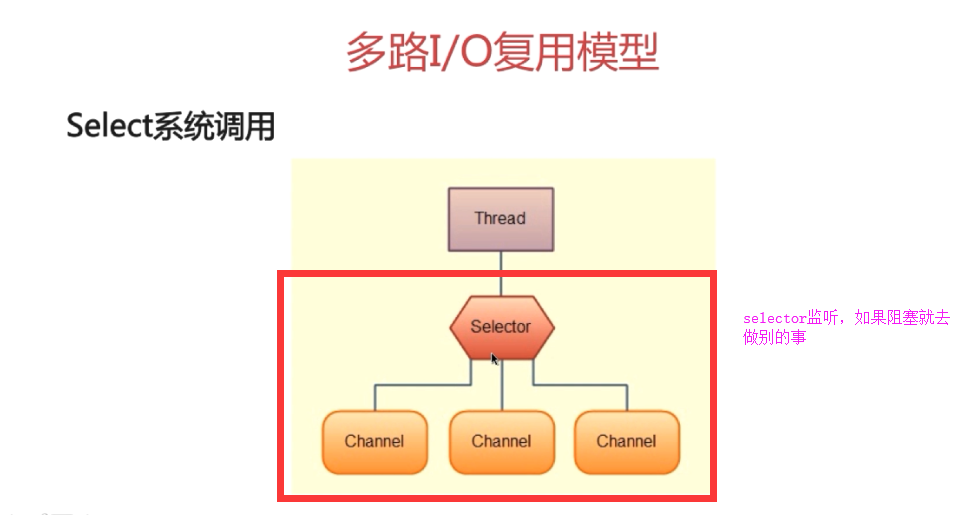 多路I/O复用模型
Select系统调用
Thread
Selector
selector监听，如果阻塞就去
做别的事
Channel
Channel
Channel